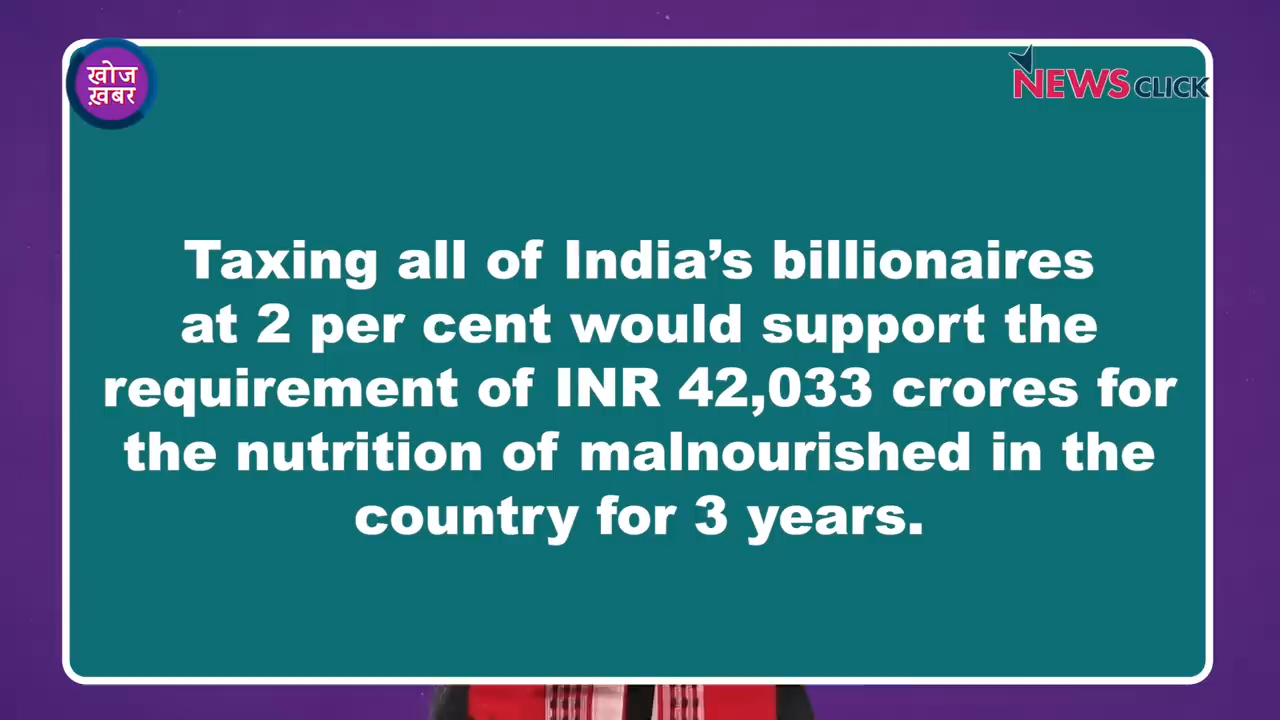 खोज
ख़बर
NEWSCLICK
Taxing all of India’s billionaires
at 2 per cent would support the
requirement of INR 42,033 crores for
the nutrition of malnourished in the
country for 3 years.